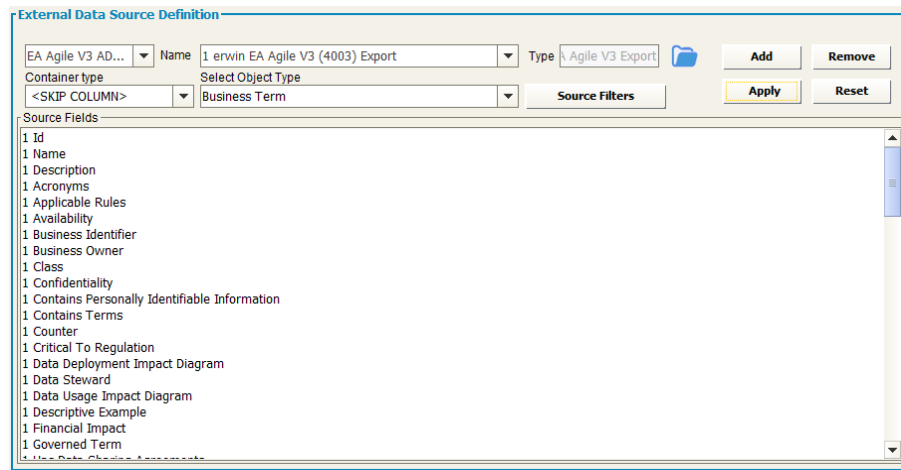 External Data Source Definition
EA Agile V3 AD... Name 1 erwin EA Agile V3 (4003) Export Type Agile V3 Export Add Remove
Container type Select Object Type
<SKIP COLUMN> Business Term Source Filters Apply Reset
Source Fields
1 Id
1 Name
1 Description
1 Acronyms
1 Applicable Rules
1 Availability
1 Business Identifier
1 Business Owner
1 Class
1 Confidentiality
1 Contains Personally Identifiable Information
1 Contains Terms
1 Counter
1 Critical To Regulation
1 Data Deployment Impact Diagram
1 Data Steward
1 Data Usage Impact Diagram
1 Descriptive Example
1 Financial Impact
1 Governed Term